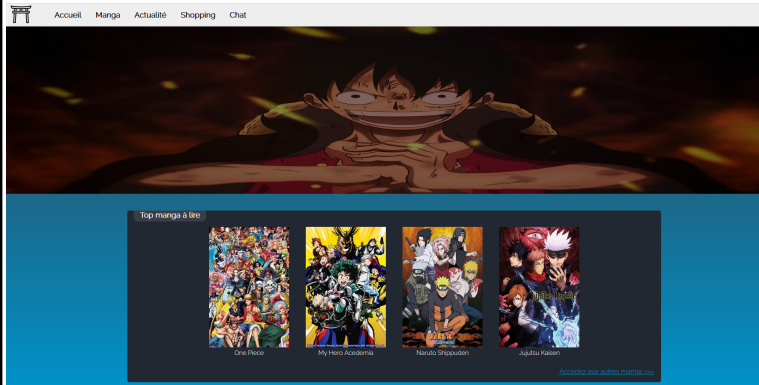 Accueil Manga Actualité Shopping Chat
Top manga à lire
One Piece My Hero Acedemia Naruto Shippuden Jujutsu Kaisen
Accedez aux autres manga >>>